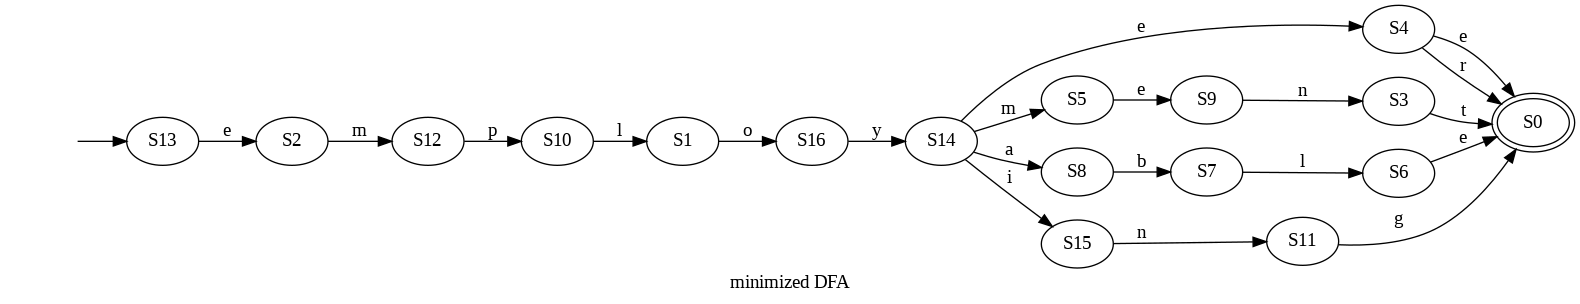 e
S4
e
r
m
S5
e
S9
n
S3
t
S13
e
S2
m
S12
p
S10
l
S1
o
S16
y
S14
S0
a
S8
b
S7
l
S6
e
i
S15
n
S11
g
minimized DFA